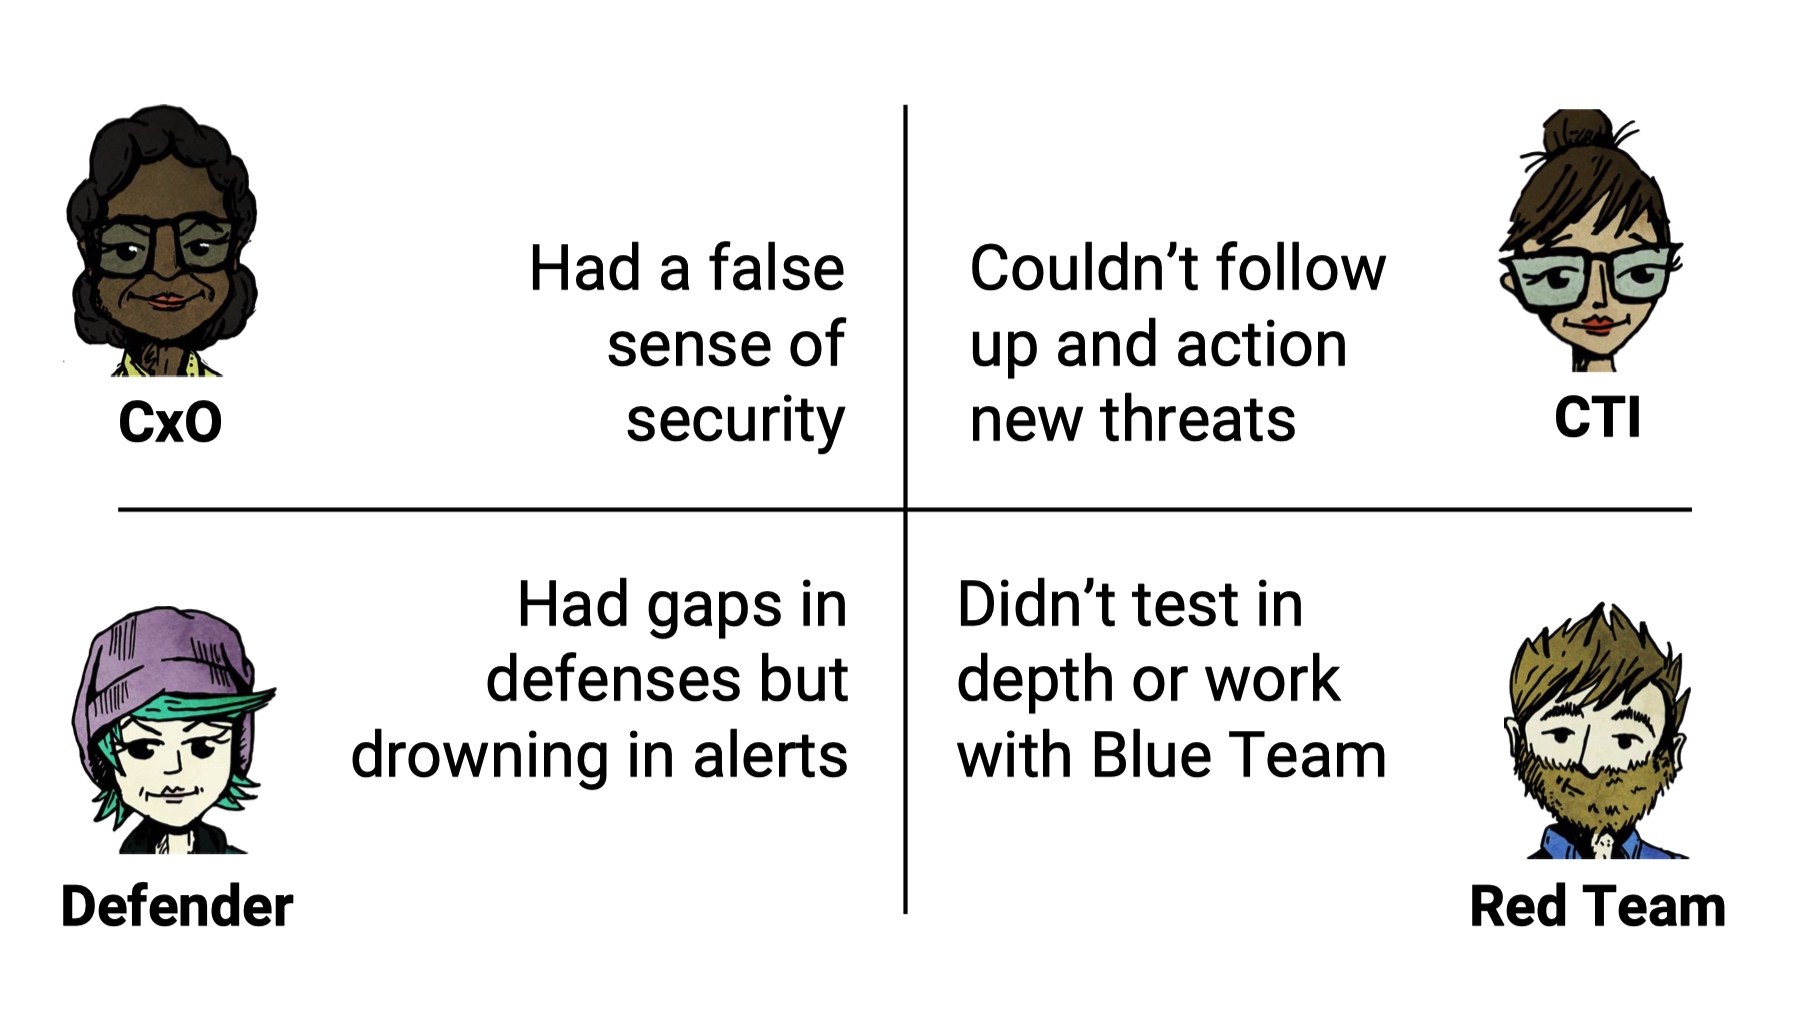 Had a false
sense of
security
CxO
Couldn’t follow
up and action
new threats
CTI
Had gaps in
defenses but
drowning in alerts
Defender
Didn’t test in
depth or work
with Blue Team
Red Team